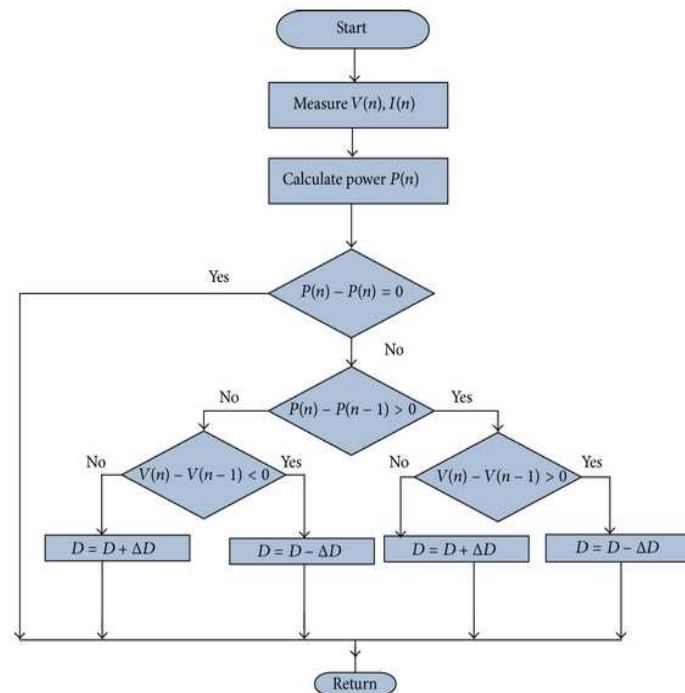 Start
Measure V(n), I(n)
Calculate power P(n)
Yes
P(n) − P(n) = 0
No
No
P(n) − P(n − 1) > 0
Yes
No
V(n) − V(n − 1) < 0
Yes
No
V(n) − V(n − 1) > 0
Yes
D = D + ΔD
D = D − ΔD
D = D + ΔD
D = D − ΔD
Return